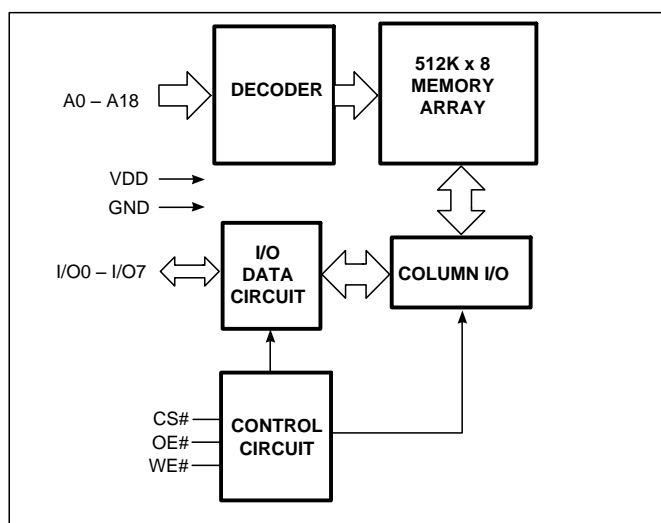 A0 – A18
DECODER
512K x 8
MEMORY
ARRAY
VDD
GND
I/O0 – I/O7
I/O
DATA
CIRCUIT
COLUMN I/O
CS#
OE#
WE#
CONTROL
CIRCUIT